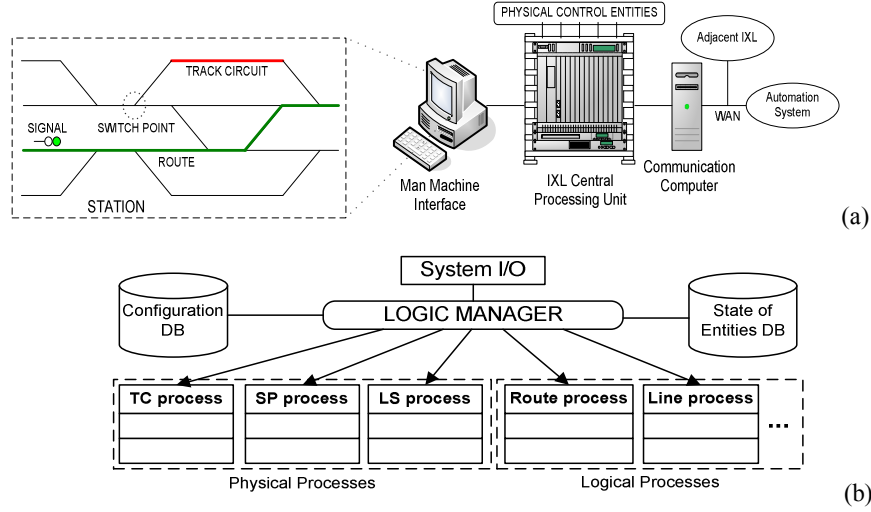 PHYSICAL CONTROL ENTITIES
Adjacent IXL
TRACK CIRCUIT
Automation
System
WAN
SIGNAL
SWITCH POINT
ROUTE
STATION
Man Machine
Interface
IXL Central
Processing Unit
Communication
Computer
(a)
System I/O
Configuration
DB
LOGIC MANAGER
State of
Entities DB
TC process
SP process
LS process
Route process
Line process
...
Physical Processes
Logical Processes
(b)